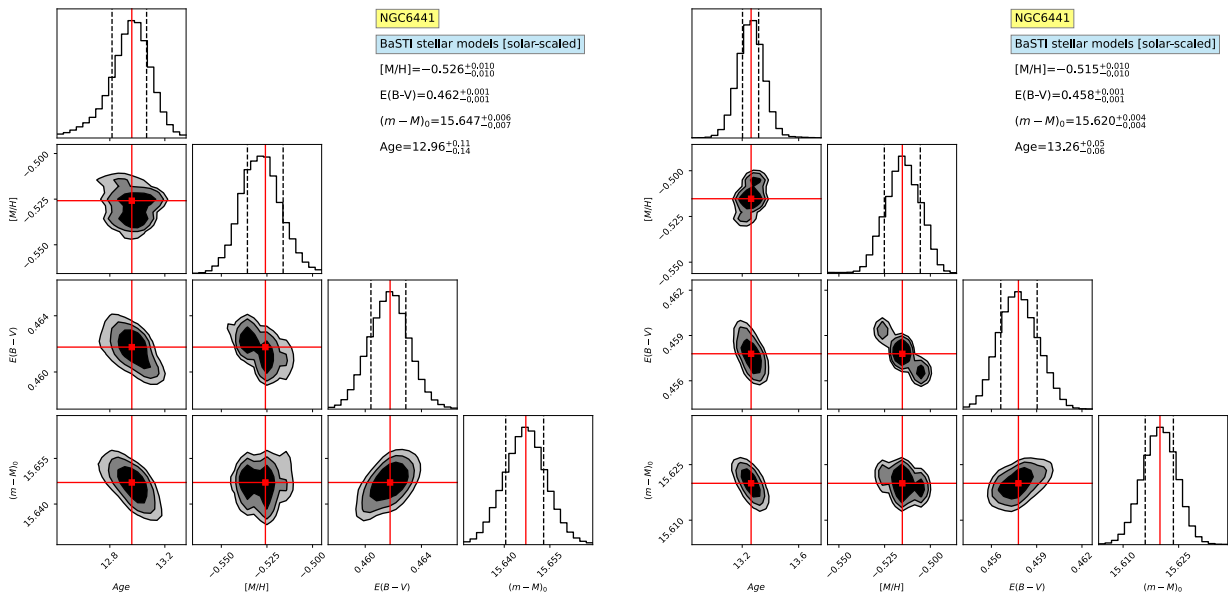 NGC6441
BaSTI stellar models [solar-scaled]
[M/H]=−0.526+0.010−0.010
E(B-V)=0.462+0.001−0.001
(m − M)0=15.647+0.006−0.007
Age=12.96+0.11−0.14
−0.500
−0.525
−0.550
[M/H]
0.464
0.460
E(B − V)
15.655
15.640
(m − M)0
12.8
13.2
Age
−0.550
−0.525
−0.500
[M/H]
0.460
0.464
E(B − V)
15.640
15.655
(m − M)0
NGC6441
BaSTI stellar models [solar-scaled]
[M/H]=−0.515+0.010−0.010
E(B-V)=0.458+0.001−0.001
(m − M)0=15.620+0.004−0.004
Age=13.26+0.05−0.06
−0.500
−0.525
−0.550
[M/H]
0.462
0.459
0.456
E(B − V)
15.625
15.610
(m − M)0
13.2
13.6
Age
−0.550
−0.525
−0.500
[M/H]
0.456
0.459
0.462
E(B − V)
15.610
15.625
(m − M)0